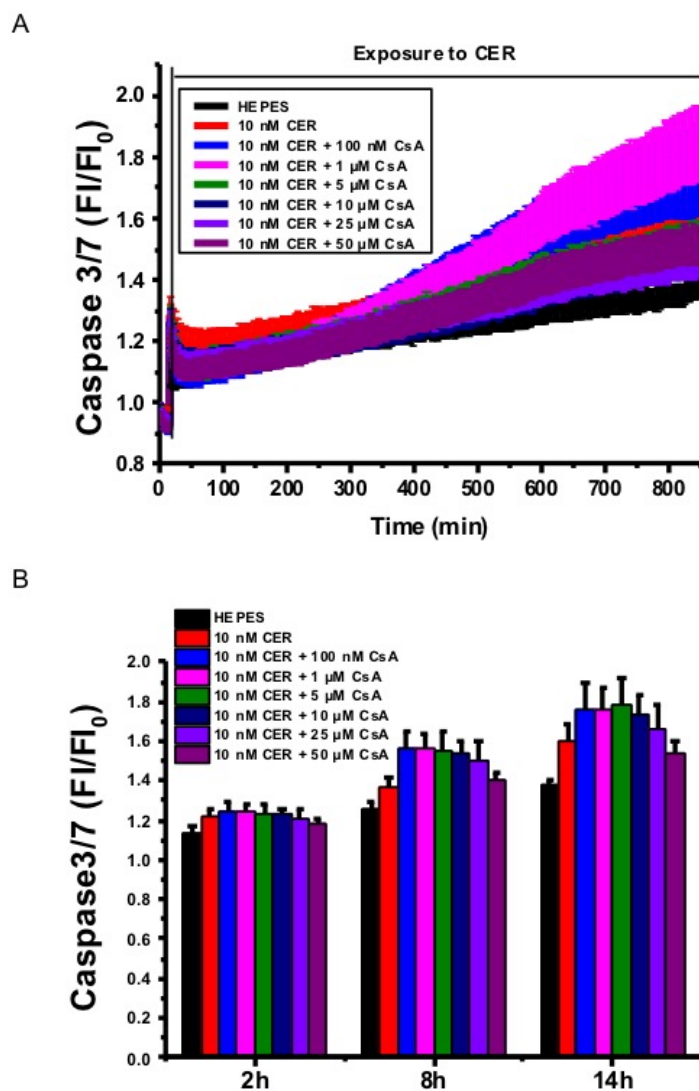 A
Exposure to CER
Caspase 3/7 (FI/FI0)
2.0
1.8
1.6
1.4
1.2
1.0
0.8
HEPES
10 nM CER
10 nM CER + 100 nM CsA
10 nM CER + 1 µM CsA
10 nM CER + 5 µM CsA
10 nM CER + 10 µM CsA
10 nM CER + 25 µM CsA
10 nM CER + 50 µM CsA
0 100 200 300 400 500 600 700 800
Time (min)
B
HEPES
10 nM CER
10 nM CER + 100 nM CsA
10 nM CER + 1 µM CsA
10 nM CER + 5 µM CsA
10 nM CER + 10 µM CsA
10 nM CER + 25 µM CsA
10 nM CER + 50 µM CsA
Caspase3/7 (FI/FI0)
2.0
1.8
1.6
1.4
1.2
1.0
0.8
0.6
0.4
0.2
0.0
2h 8h 14h